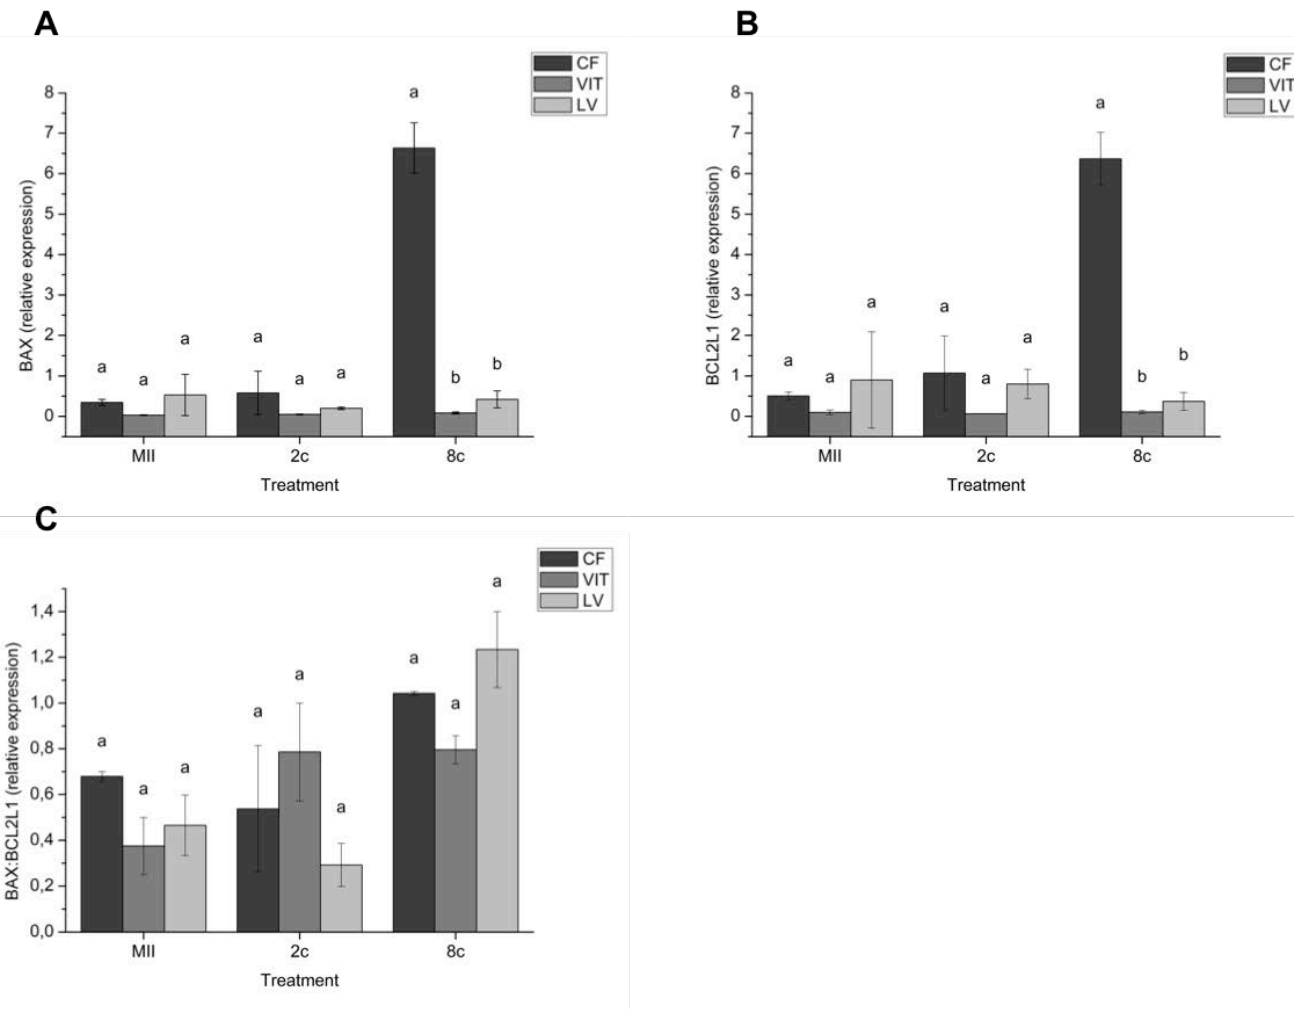 A
CF
VIT
LV
BAX (relative expression)
8
7
6
5
4
3
2
1
0
a
a
a
a
a
a
a
b
b
MII
2c
8c
Treatment
B
CF
VIT
LV
BCL2L1 (relative expression)
8
7
6
5
4
3
2
1
0
a
a
a
a
a
a
a
b
b
MII
2c
8c
Treatment
C
CF
VIT
LV
BAX:BCL2L1 (relative expression)
1,4
1,2
1,0
0,8
0,6
0,4
0,2
0,0
a
a
a
a
a
a
a
a
a
MII
2c
8c
Treatment